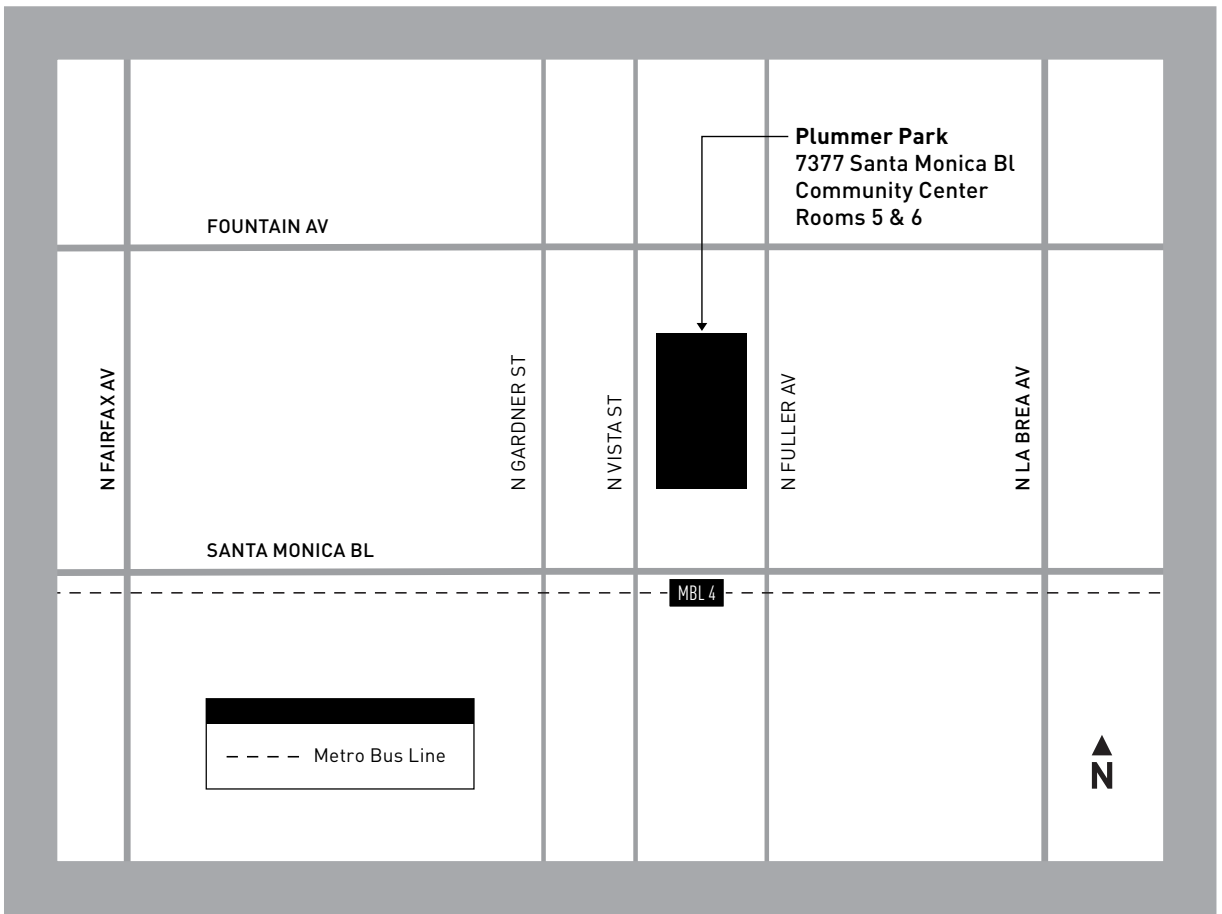 Plummer Park
7377 Santa Monica Bl
Community Center
Rooms 5 & 6
FOUNTAIN AV
N FAIRFAX AV
N GARDNER ST
N VISTA ST
N FULLER AV
N LA BREA AV
SANTA MONICA BL
MBL 4
Metro Bus Line
N